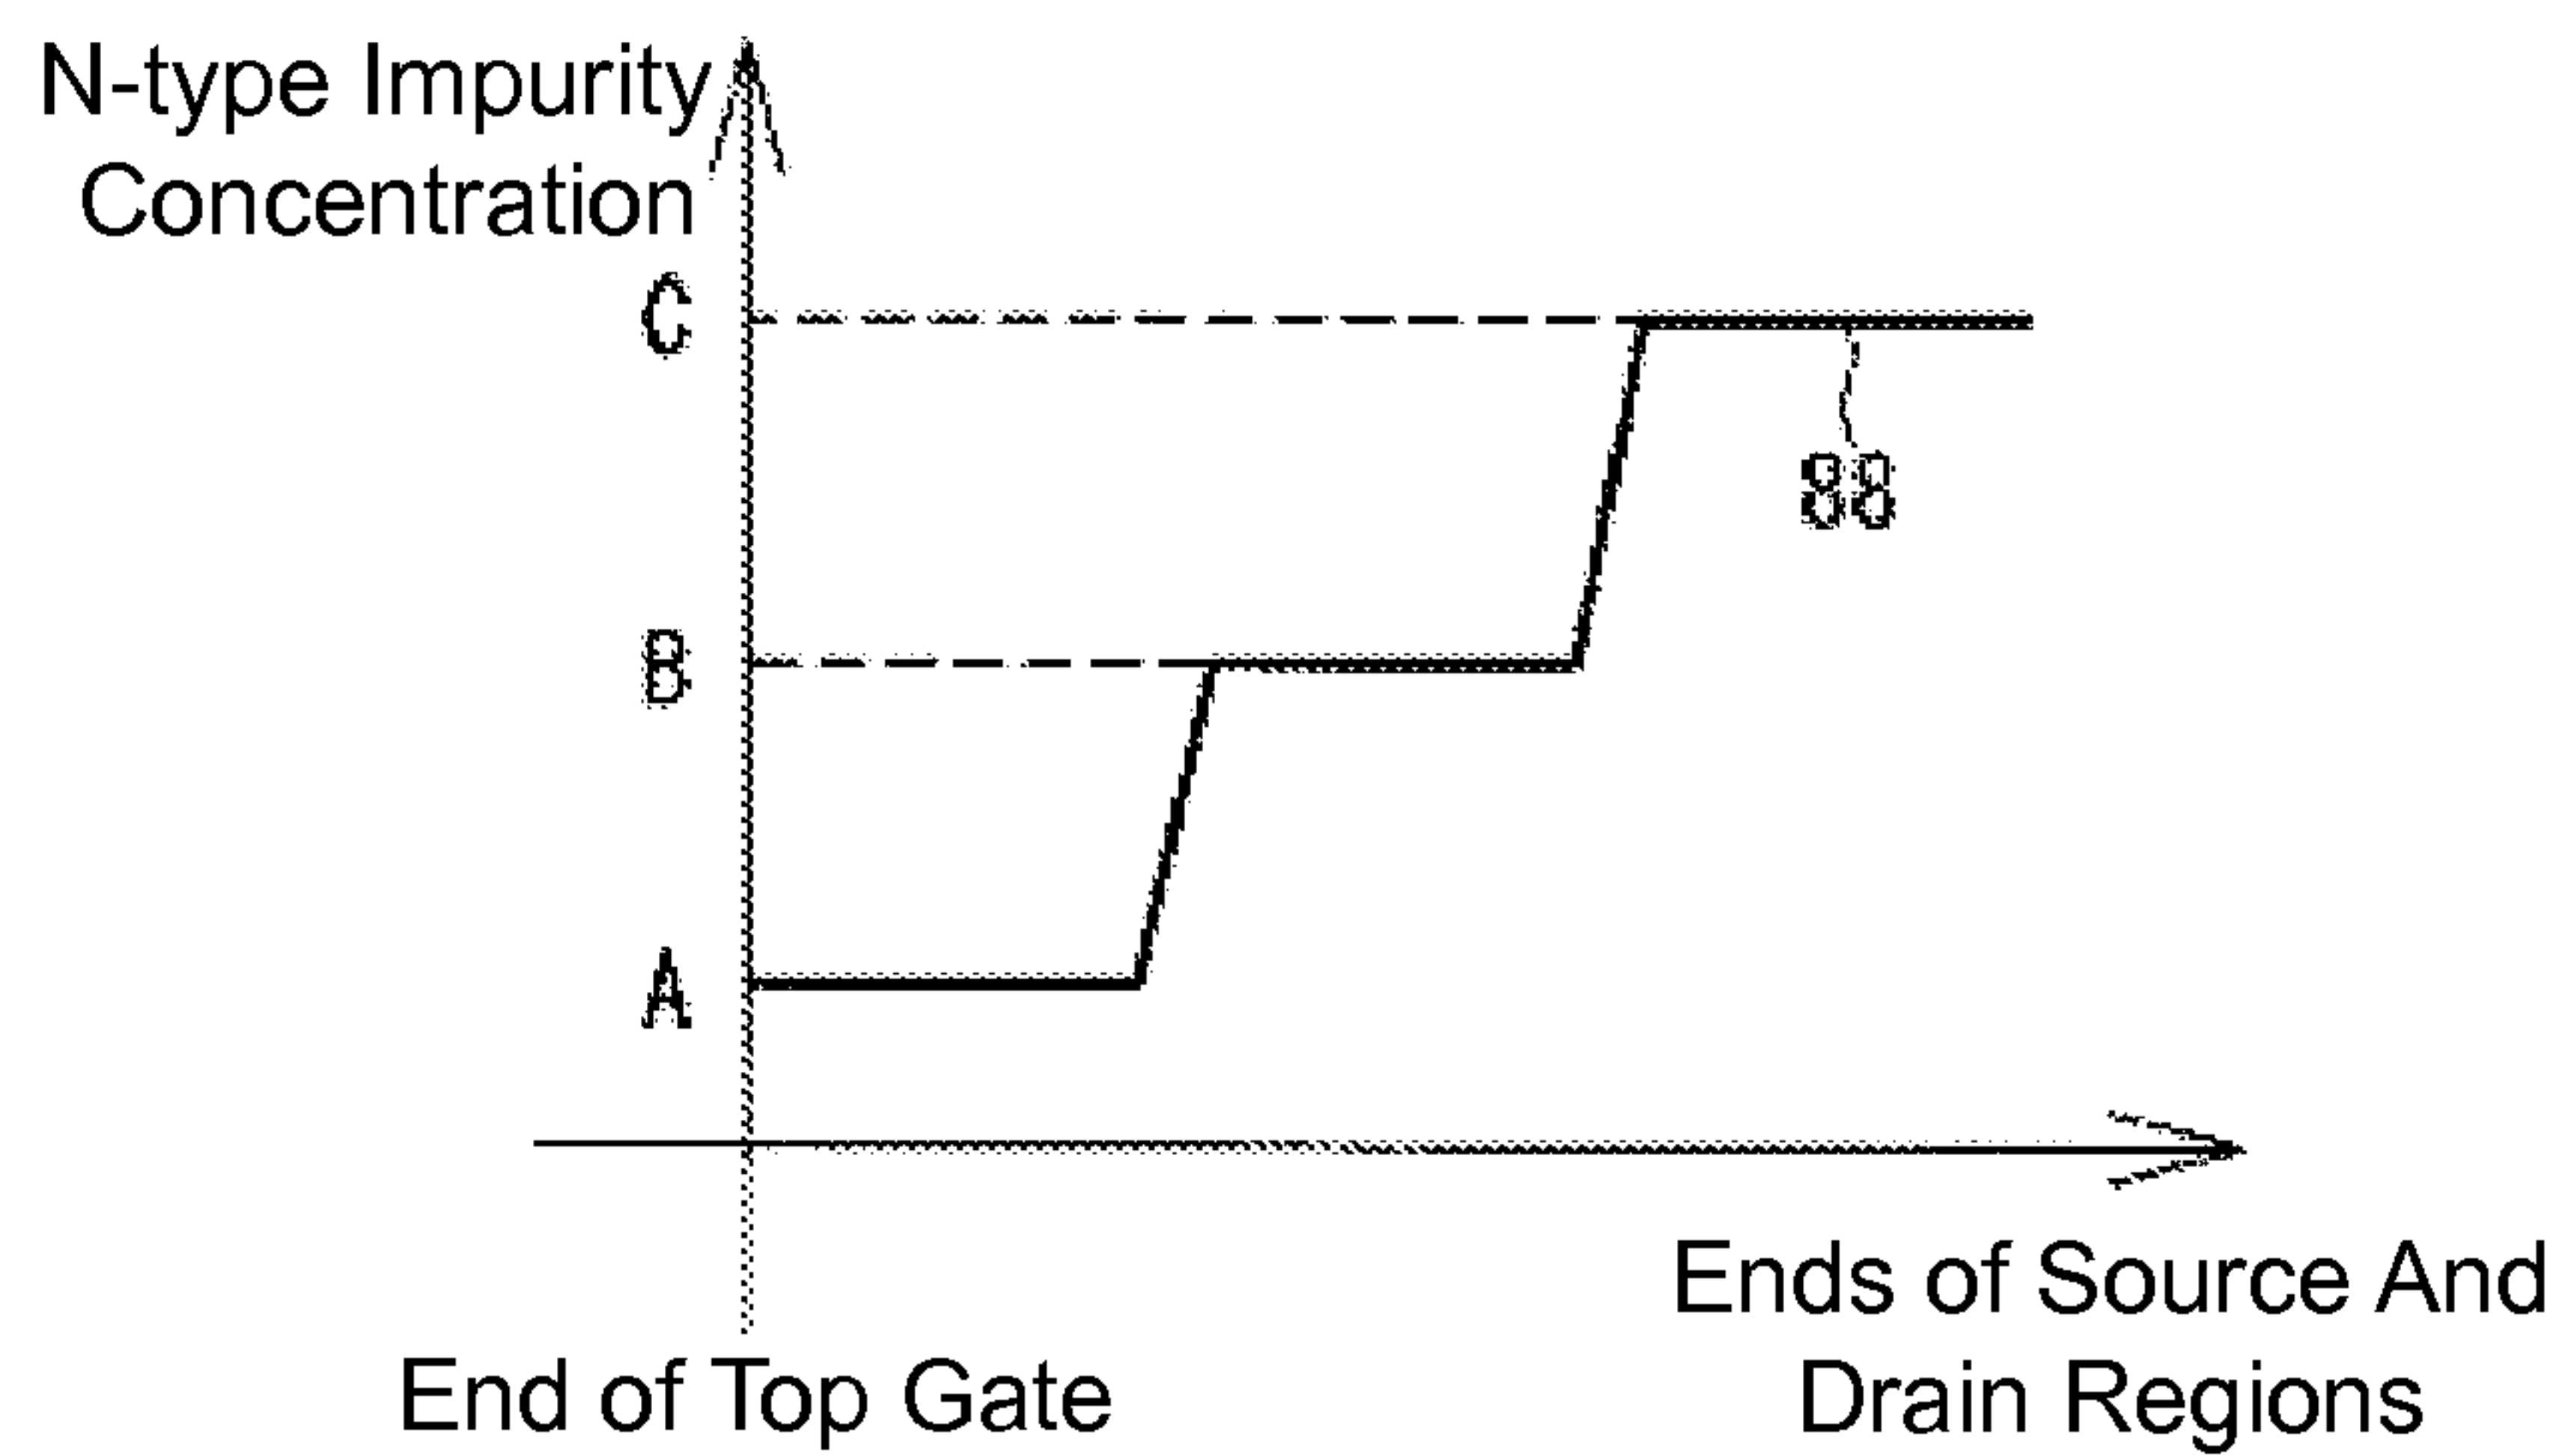 N-type Impurity
Concentration
C
88
B
A
End of Top Gate
Ends of Source And
Drain Regions